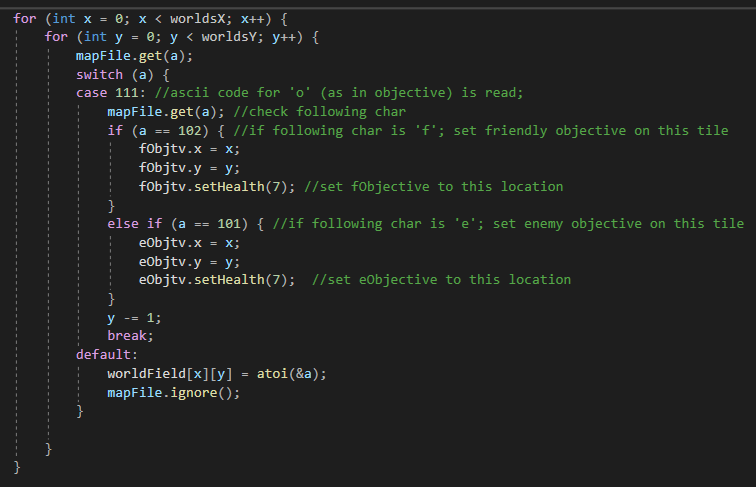 for (int x = 0; x < worldsX; x++) {
    for (int y = 0; y < worldsY; y++) {
        mapFile.get(a);
        switch (a) {
        case 111: //ascii code for 'o' (as in objective) is read;
            mapFile.get(a); //check following char
            if (a == 102) { //if following char is 'f'; set friendly objective on this tile
                fObjtv.x = x;
                fObjtv.y = y;
                fObjtv.setHealth(7); //set fObjective to this location
            }
            else if (a == 101) { //if following char is 'e'; set enemy objective on this tile
                eObjtv.x = x;
                eObjtv.y = y;
                eObjtv.setHealth(7);  //set eObjective to this location
            }
            y -= 1;
            break;
        default:
            worldField[x][y] = atoi(&a);
            mapFile.ignore();
        }

    }
}